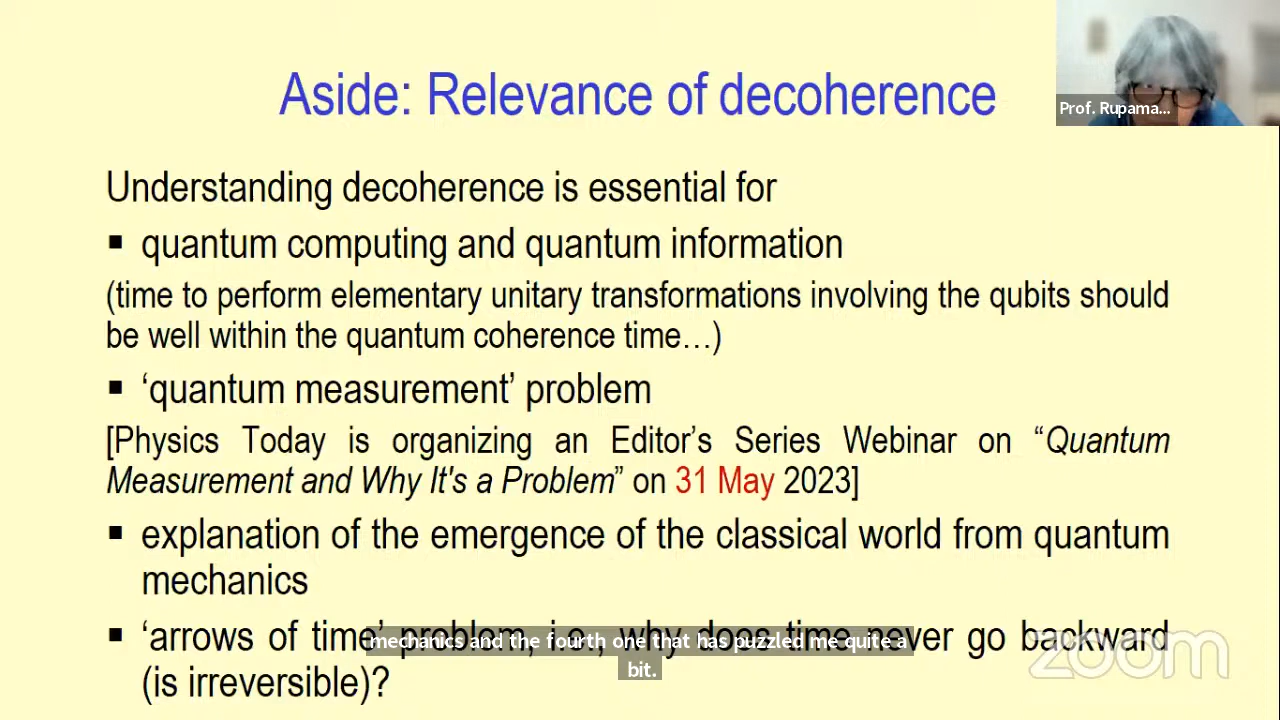 Aside: Relevance of decoherence
Prof. Rupama...
Understanding decoherence is essential for
▪ quantum computing and quantum information
(time to perform elementary unitary transformations involving the qubits should
be well within the quantum coherence time…)
▪ ‘quantum measurement’ problem
[Physics Today is organizing an Editor’s Series Webinar on “Quantum
Measurement and Why It's a Problem” on 31 May 2023]
▪ explanation of the emergence of the classical world from quantum
mechanics
▪ ‘arrows of time’ problem, i.e., why does time never go backward
mechanics and the fourth one that has puzzled me quite a
bit.
(is irreversible)?
zoom